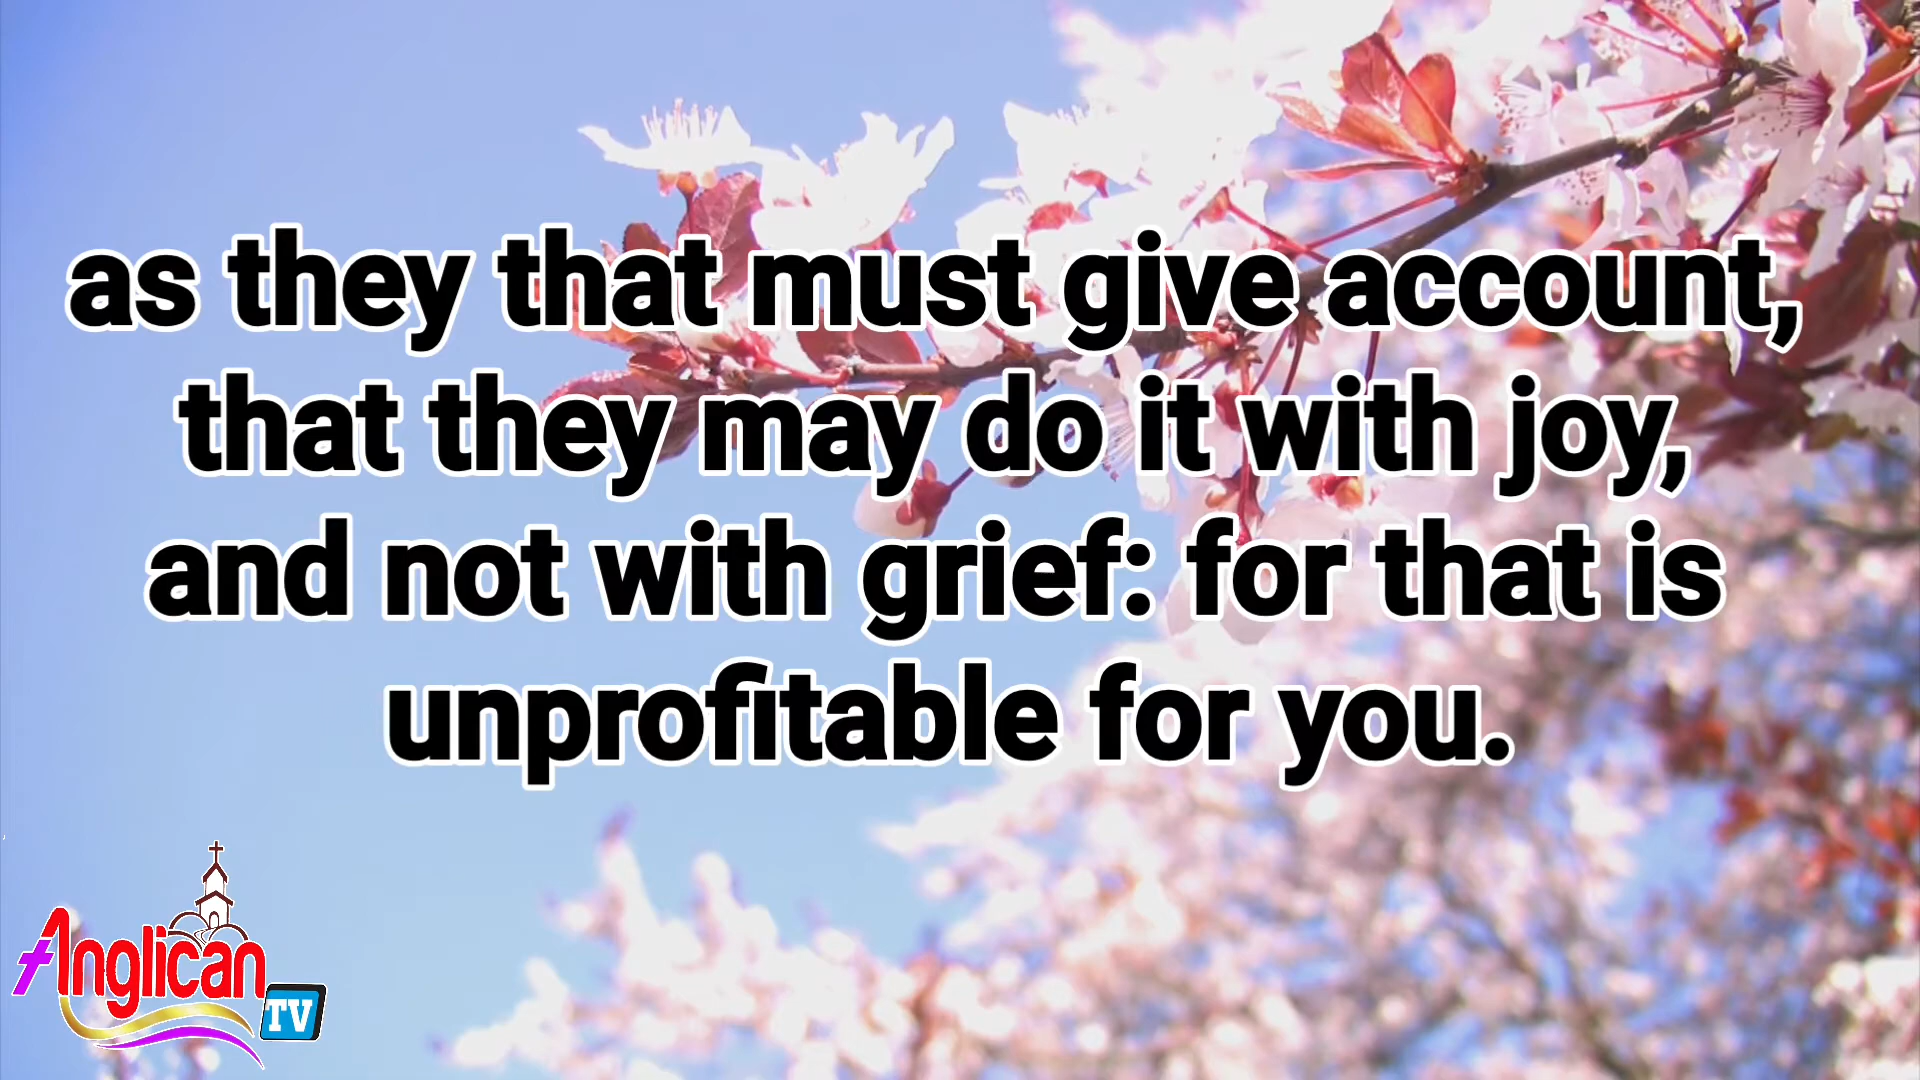 as they that must give account,
that they may do it with joy,
and not with grief: for that is
unprofitable for you.
Anglican
TV